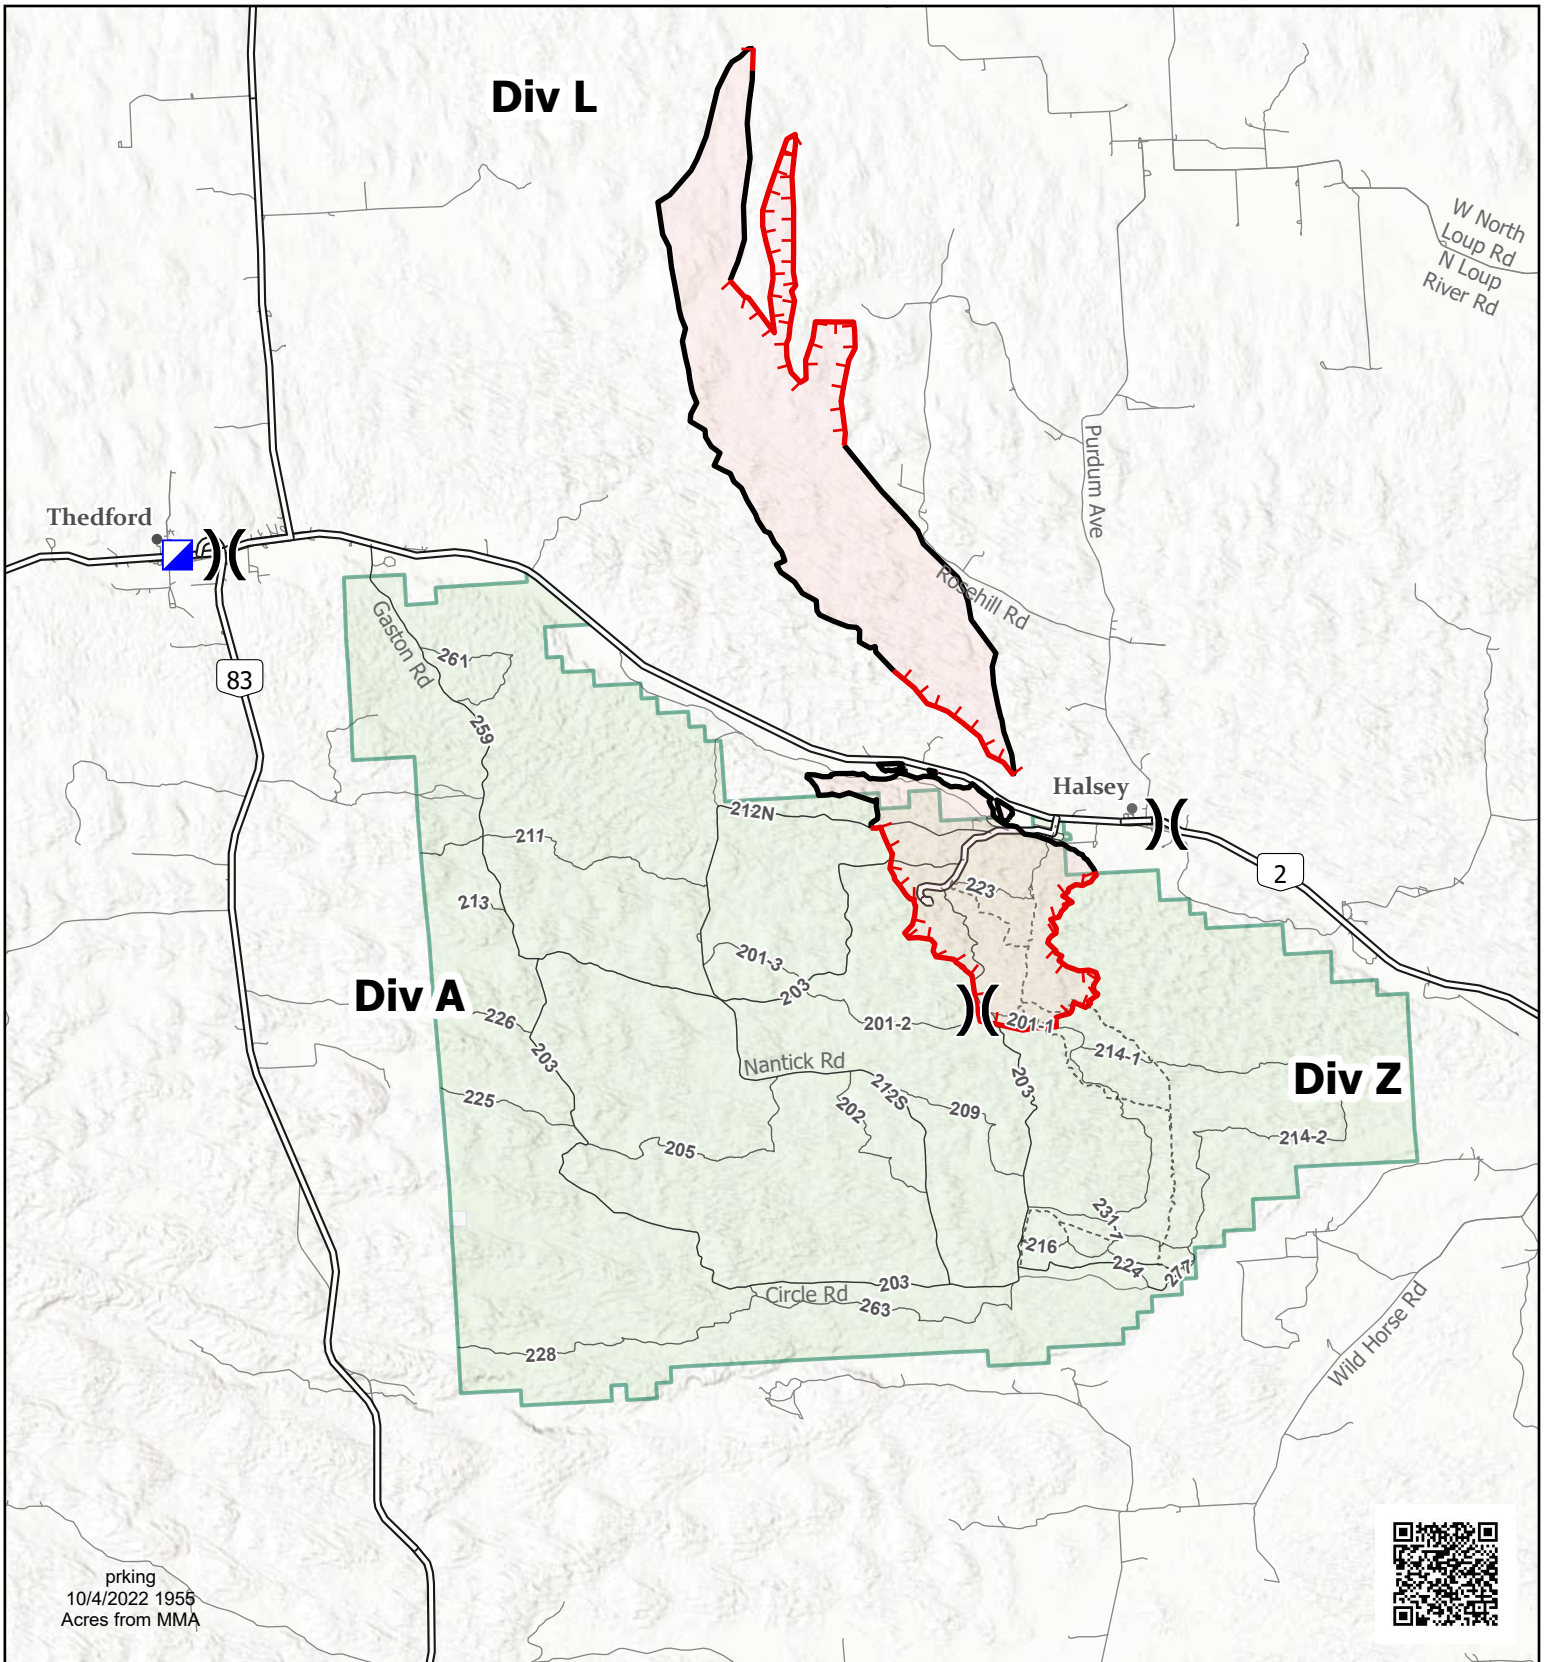 Div L
W North
Loup Rd
N Loup
River Rd
Purdum Ave
Thedford
Rosehill Rd
Gaston Rd
261
83
259
Halsey
212N
211
2
223
213
201-3
203
Div A
226
201-2
201-1
203
Nantick Rd
214-1
Div Z
225
212S
202
209
203
205
214-2
231-7
216
224
277
203
Circle Rd
263
228
Wild Horse Rd
prking
10/4/2022 1955
Acres from MMA